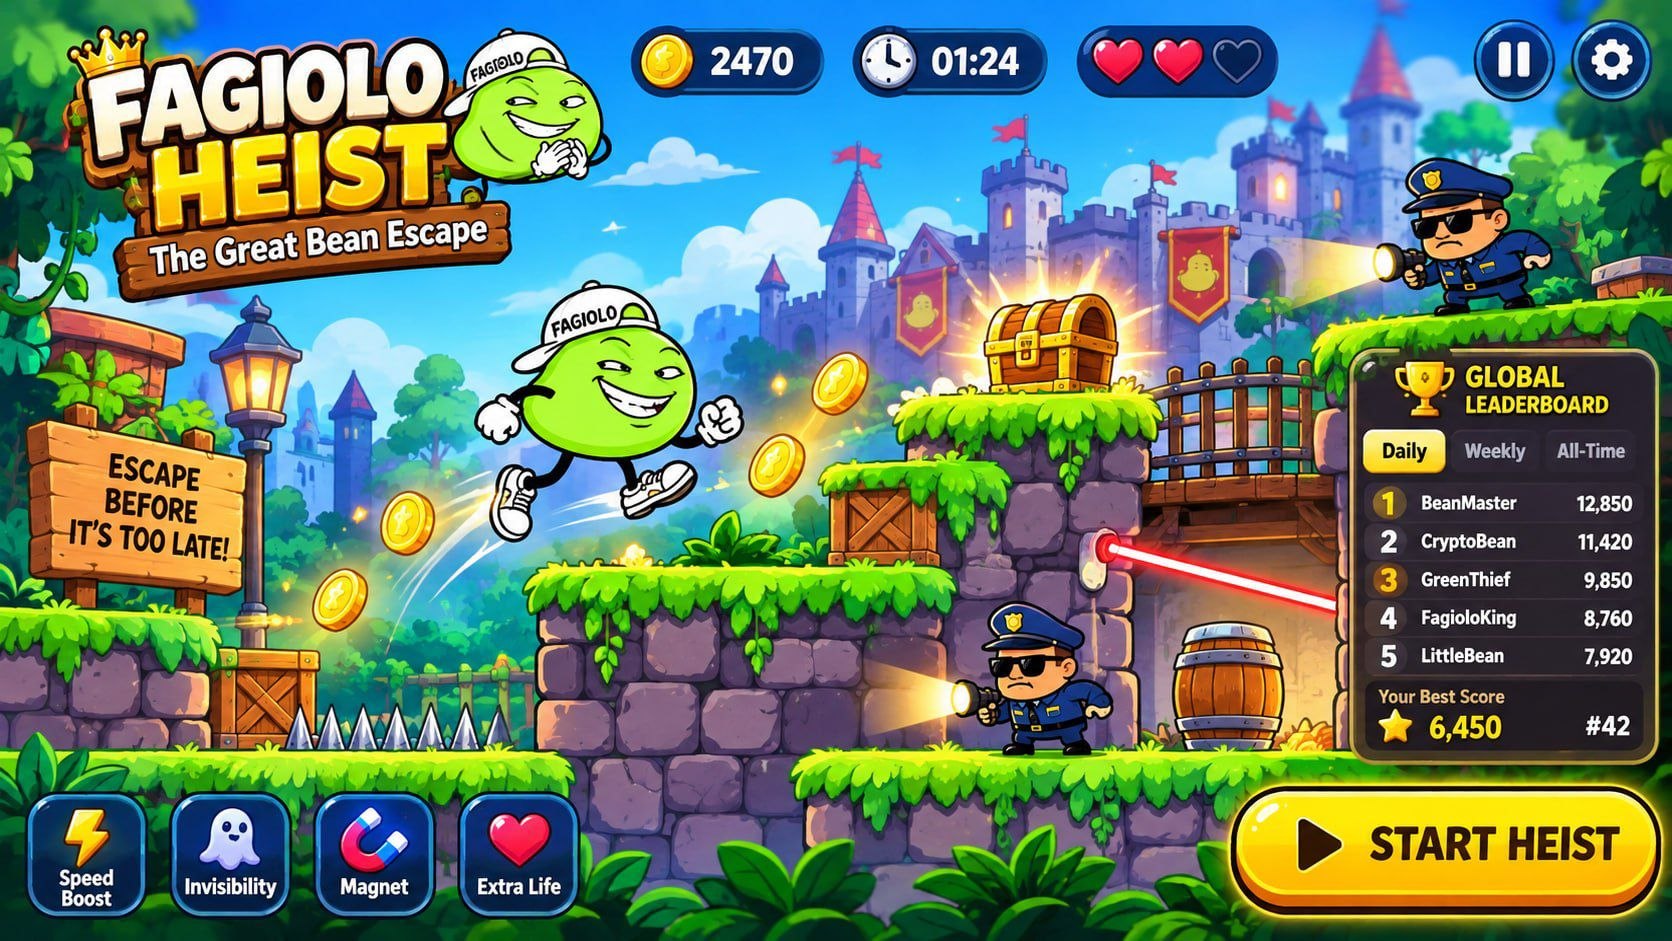 FAGIOLO
HEIST
The Great Bean Escape
FAGIOLO
2470
01:24
FAGIOLO
ESCAPE
BEFORE
IT'S TOO LATE!
GLOBAL
LEADERBOARD
Daily Weekly All-Time
1 BeanMaster 12,850
2 CryptoBean 11,420
3 GreenThief 9,850
4 FagioloKing 8,760
5 LittleBean 7,920
Your Best Score
6,450 #42
Speed
Boost
Invisibility
Magnet
Extra Life
START HEIST